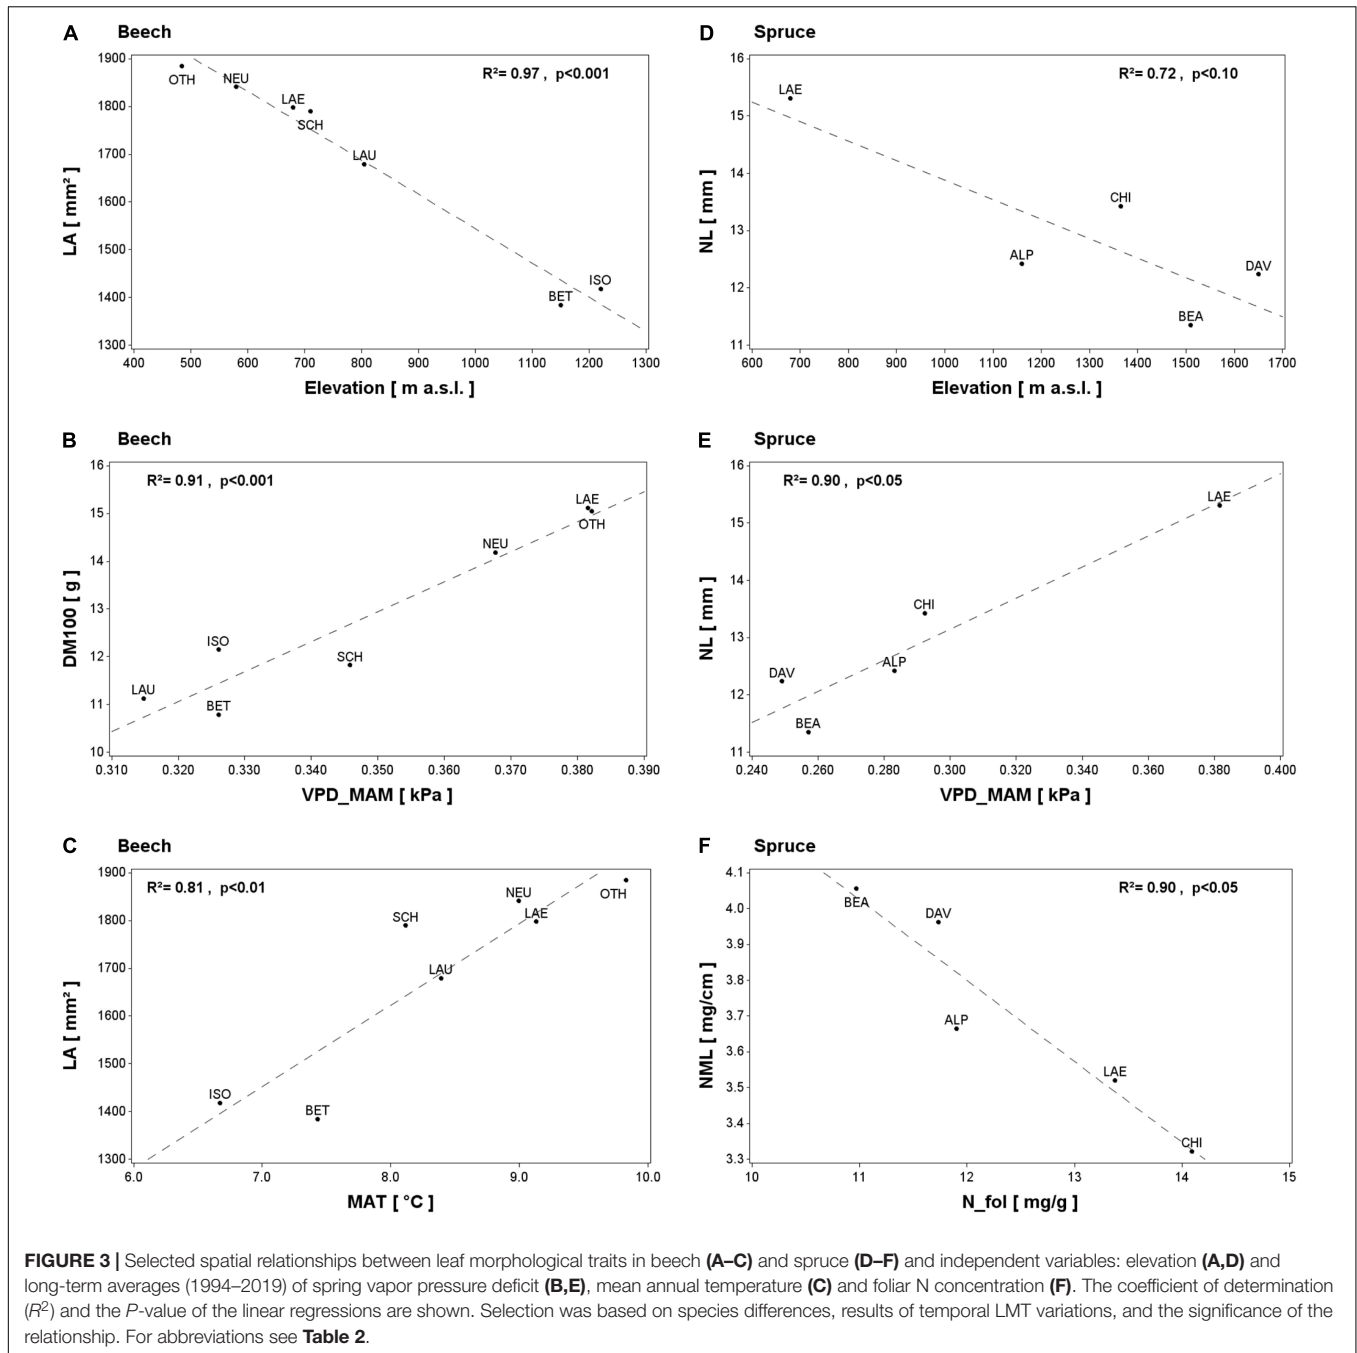 A Beech
1900
1800
1700
1600
1500
1400
1300
LA [ mm² ]
R²= 0.97 , p<0.001
OTH
NEU
LAE
SCH
LAU
BET
ISO
400 500 600 700 800 900 1000 1100 1200 1300
Elevation [ m a.s.l. ]
D Spruce
16
15
14
13
12
11
NL [ mm ]
R²= 0.72 , p<0.10
LAE
CHI
ALP
DAV
BEA
600 700 800 900 1000 1100 1200 1300 1400 1500 1600 1700
Elevation [ m a.s.l. ]
B Beech
16
15
14
13
12
11
10
DM100 [ g ]
R²= 0.91 , p<0.001
LAE
OTH
NEU
ISO
SCH
LAU
BET
0.310 0.320 0.330 0.340 0.350 0.360 0.370 0.380 0.390
VPD_MAM [ kPa ]
E Spruce
16
15
14
13
12
11
NL [ mm ]
R²= 0.90 , p<0.05
LAE
CHI
ALP
DAV
BEA
0.240 0.260 0.280 0.300 0.320 0.340 0.360 0.380 0.400
VPD_MAM [ kPa ]
C Beech
1900
1800
1700
1600
1500
1400
1300
LA [ mm² ]
R²= 0.81 , p<0.01
NEU
OTH
SCH
LAE
LAU
ISO
BET
6.0 7.0 8.0 9.0 10.0
MAT [ °C ]
F Spruce
4.1
4.0
3.9
3.8
3.7
3.6
3.5
3.4
3.3
NML [ mg/cm ]
R²= 0.90 , p<0.05
BEA
DAV
ALP
LAE
CHI
10 11 12 13 14 15
N_fol [ mg/g ]
FIGURE 3 | Selected spatial relationships between leaf morphological traits in beech (A–C) and spruce (D–F) and independent variables: elevation (A,D) and
long-term averages (1994–2019) of spring vapor pressure deficit (B,E), mean annual temperature (C) and foliar N concentration (F). The coefficient of determination
(R²) and the P-value of the linear regressions are shown. Selection was based on species differences, results of temporal LMT variations, and the significance of the
relationship. For abbreviations see Table 2.